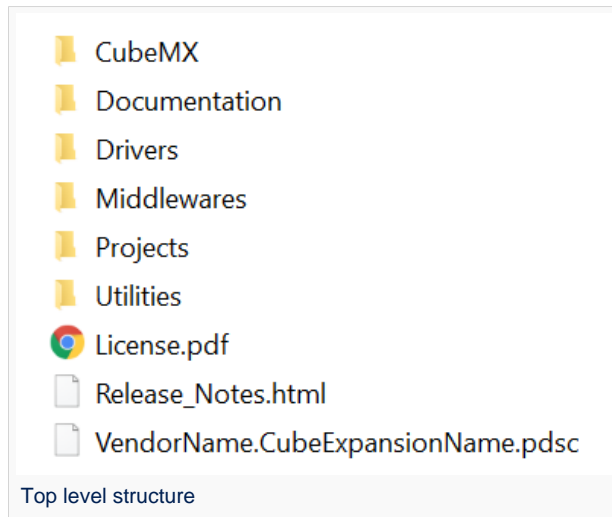 CubeMX
Documentation
Drivers
Middlewares
Projects
Utilities
License.pdf
Release_Notes.html
VendorName.CubeExpansionName.pdsc
Top level structure